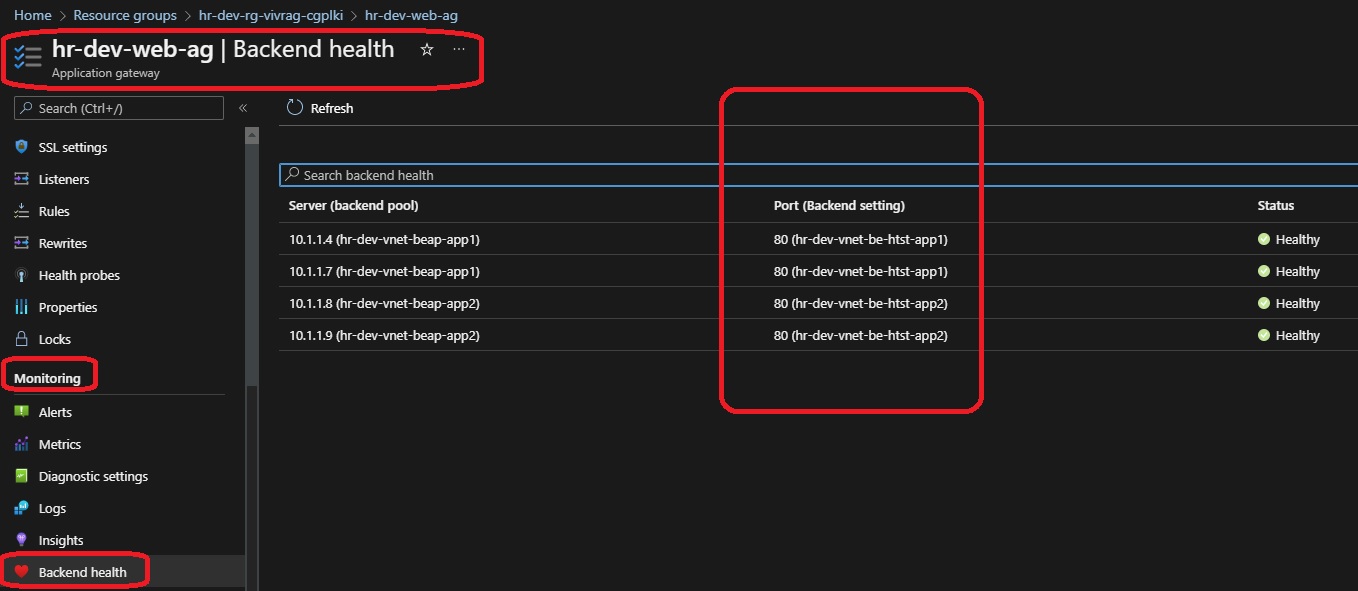 Home > Resource groups > hr-dev-rg-vivrag-cgplki > hr-dev-web-ag
hr-dev-web-ag | Backend health
Application gateway
Search (Ctrl+/)
SSL settings
Listeners
Rules
Rewrites
Health probes
Properties
Locks
Monitoring
Alerts
Metrics
Diagnostic settings
Logs
Insights
Backend health
Refresh
Search backend health
Server (backend pool) Port (Backend setting) Status
10.1.1.4 (hr-dev-vnet-beap-app1) 80 (hr-dev-vnet-be-htst-app1) Healthy
10.1.1.7 (hr-dev-vnet-beap-app1) 80 (hr-dev-vnet-be-htst-app1) Healthy
10.1.1.8 (hr-dev-vnet-beap-app2) 80 (hr-dev-vnet-be-htst-app2) Healthy
10.1.1.9 (hr-dev-vnet-beap-app2) 80 (hr-dev-vnet-be-htst-app2) Healthy